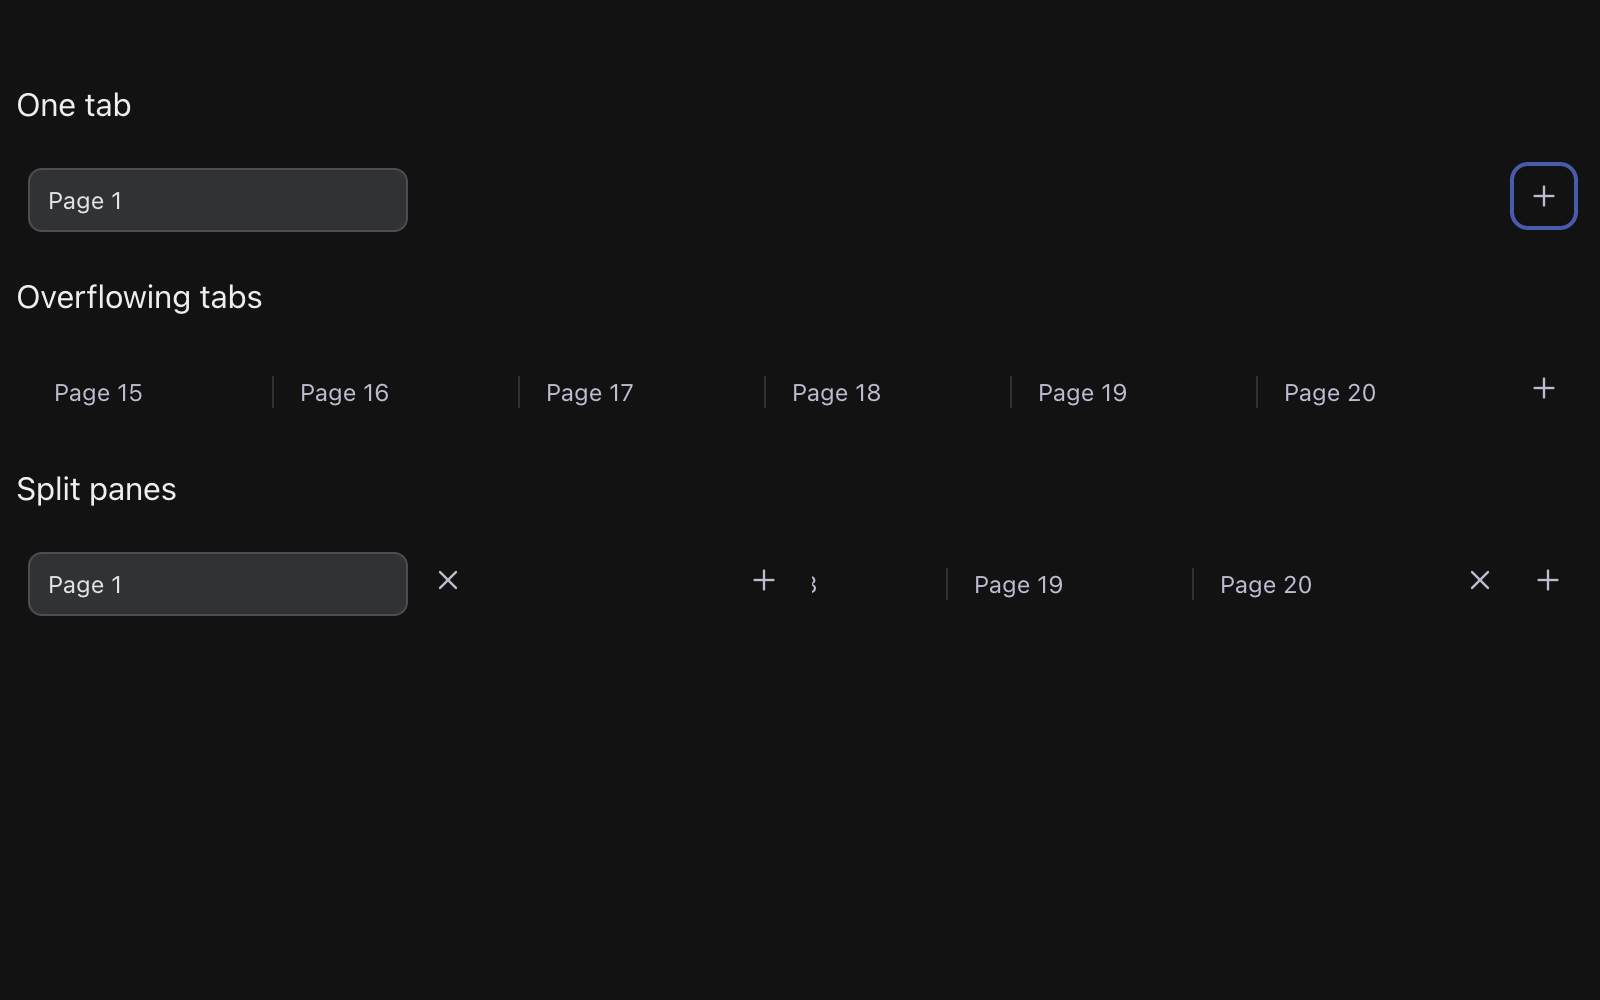 One tab
Page 1
Overflowing tabs
Page 15 Page 16 Page 17 Page 18 Page 19 Page 20
Split panes
Page 1 Page 19 Page 20